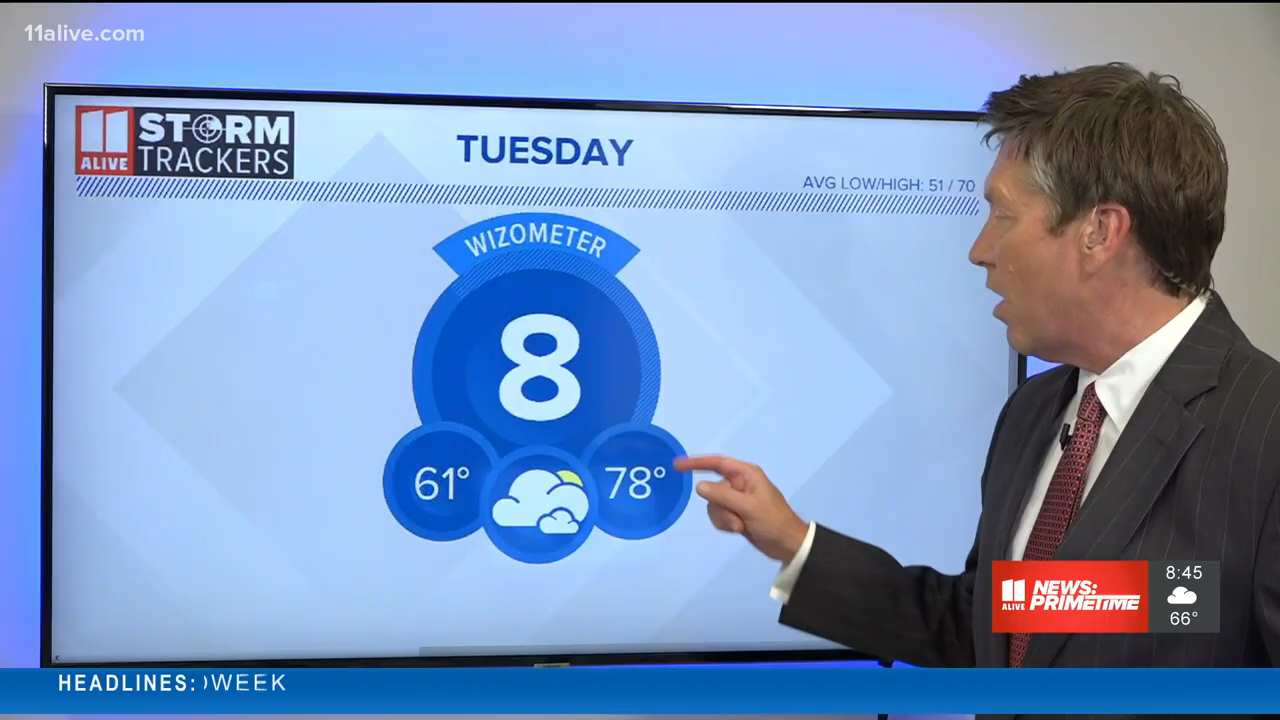 11alive.com
11 ALIVE
STORM
TRACKERS
TUESDAY
AVG LOW/HIGH: 51 / 70
WIZOMETER
8
61°
78°
11 ALIVE
NEWS:
PRIMETIME
8:45
66°
HEADLINES: WEEK